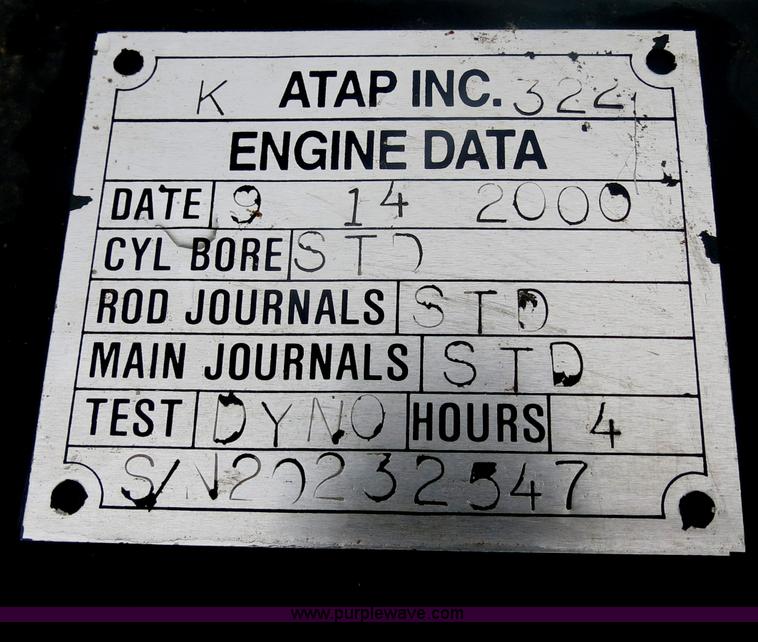 K ATAP INC. 322
ENGINE DATA
DATE 9 14 2000
CYL BORE STD
ROD JOURNALS STD
MAIN JOURNALS STD
TEST DYNO HOURS 4
S/N20232547
www.purplewave.com